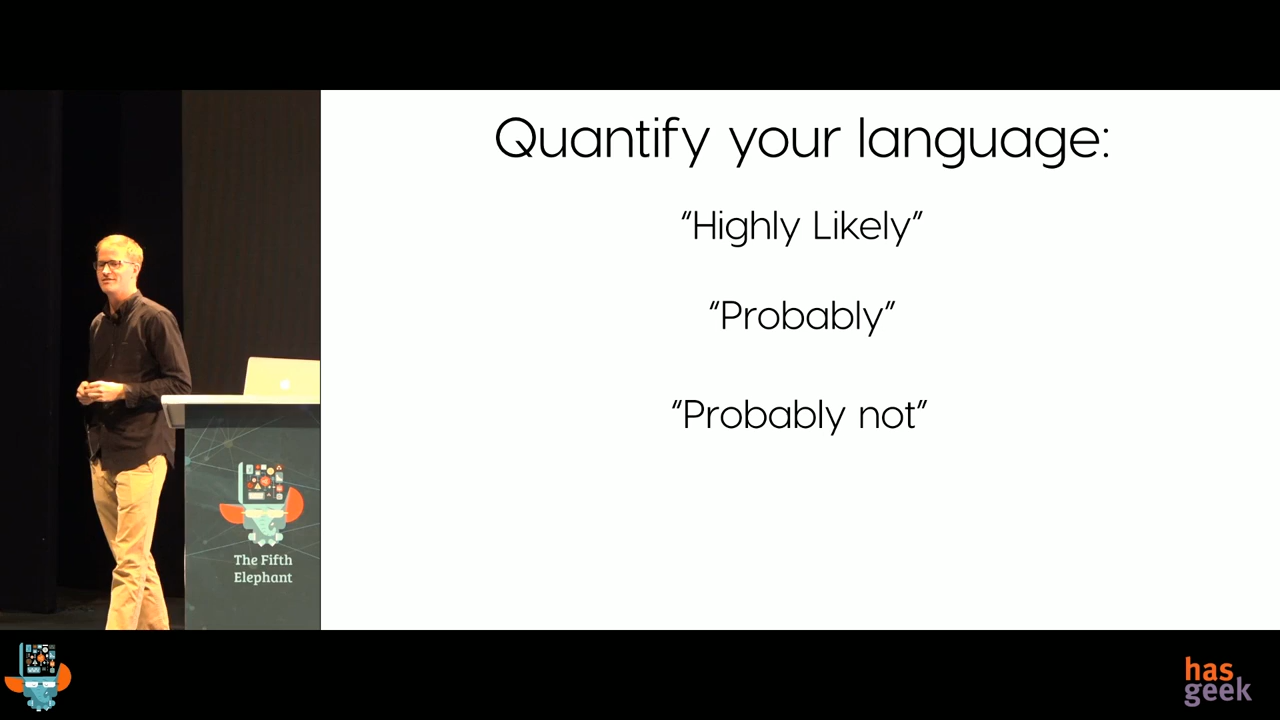 Quantify your language:
“Highly Likely”
“Probably”
“Probably not”
The Fifth
Elephant
has
geek